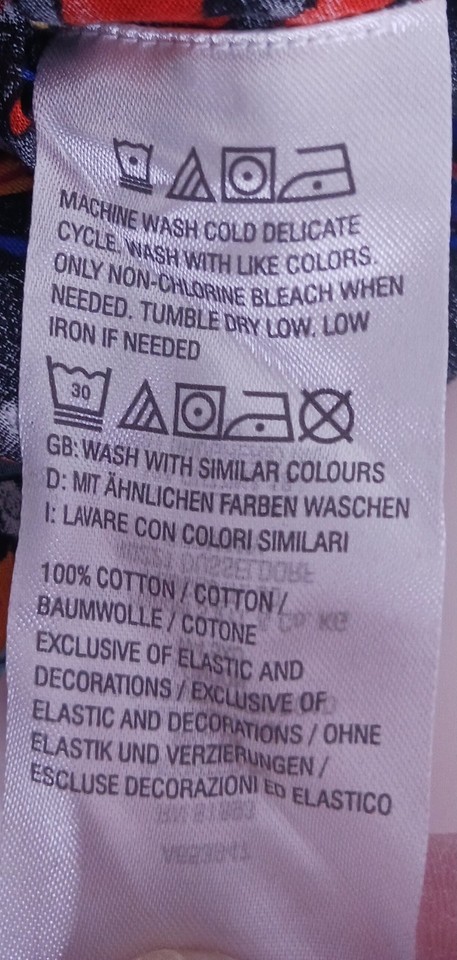 MACHINE WASH COLD DELICATE
CYCLE. WASH WITH LIKE COLORS.
ONLY NON-CHLORINE BLEACH WHEN
NEEDED. TUMBLE DRY LOW. LOW
IRON IF NEEDED
30
GB: WASH WITH SIMILAR COLOURS
D: MIT ÄHNLICHEN FARBEN WASCHEN
I: LAVARE CON COLORI SIMILARI
100% COTTON / COTTON /
BAUMWOLLE / COTONE
EXCLUSIVE OF ELASTIC AND
DECORATIONS / EXCLUSIVE OF
ELASTIC AND DECORATIONS / OHNE
ELASTIK UND VERZIERUNGEN /
ESCLUSE DECORAZIONI ED ELASTICO